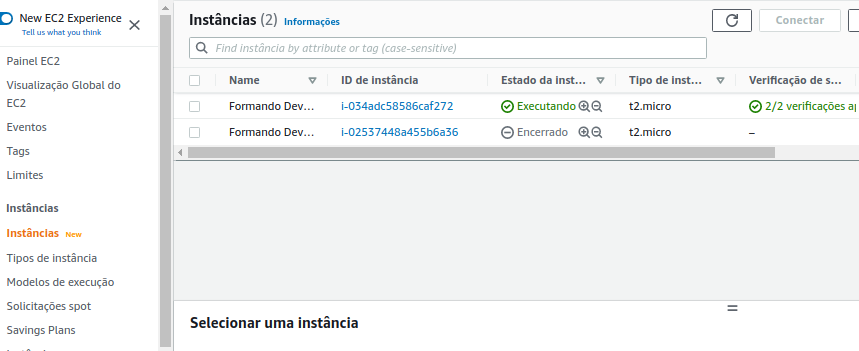 New EC2 Experience
Tell us what you think
Painel EC2
Visualização Global do
EC2
Eventos
Tags
Limites
Instâncias
Instâncias New
Tipos de instância
Modelos de execução
Solicitações spot
Savings Plans
Instâncias (2) Informações
Conectar
Find instância by attribute or tag (case-sensitive)
Name ID de instância Estado da inst... Tipo de inst... Verificação de s...
Formando Dev... i-034adc58586caf272 Executando t2.micro 2/2 verificações
Formando Dev... i-02537448a455b6a36 Encerrado t2.micro –
Selecionar uma instância